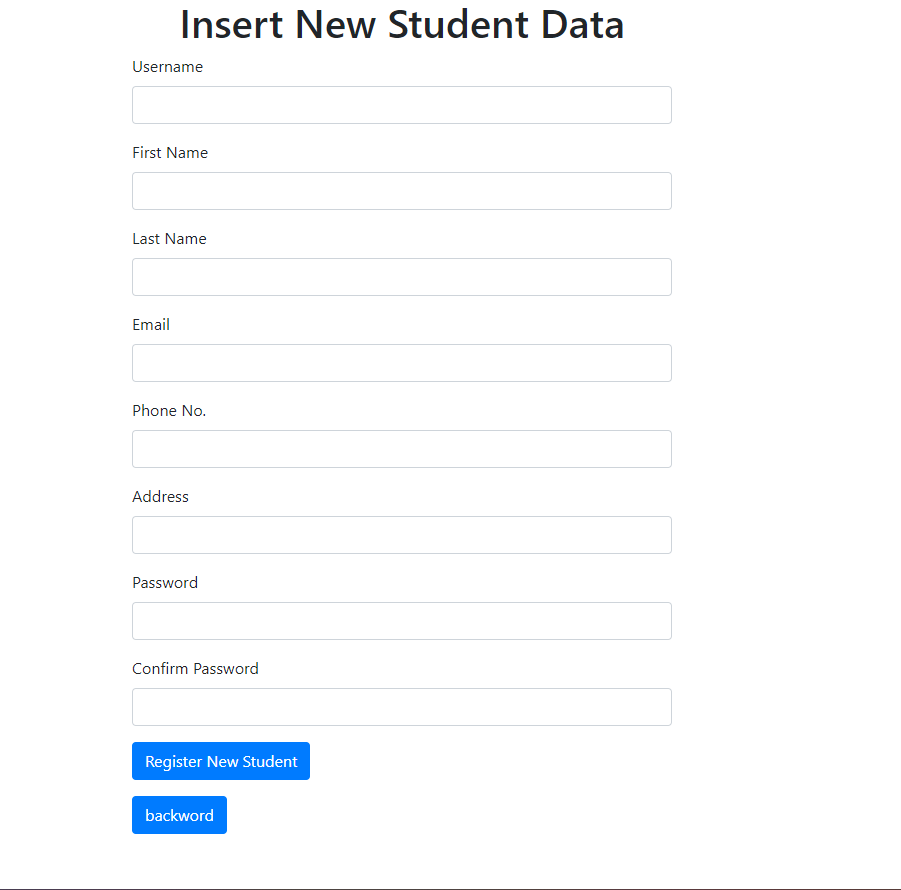 Insert New Student Data
Username
First Name
Last Name
Email
Phone No.
Address
Password
Confirm Password
Register New Student
backword